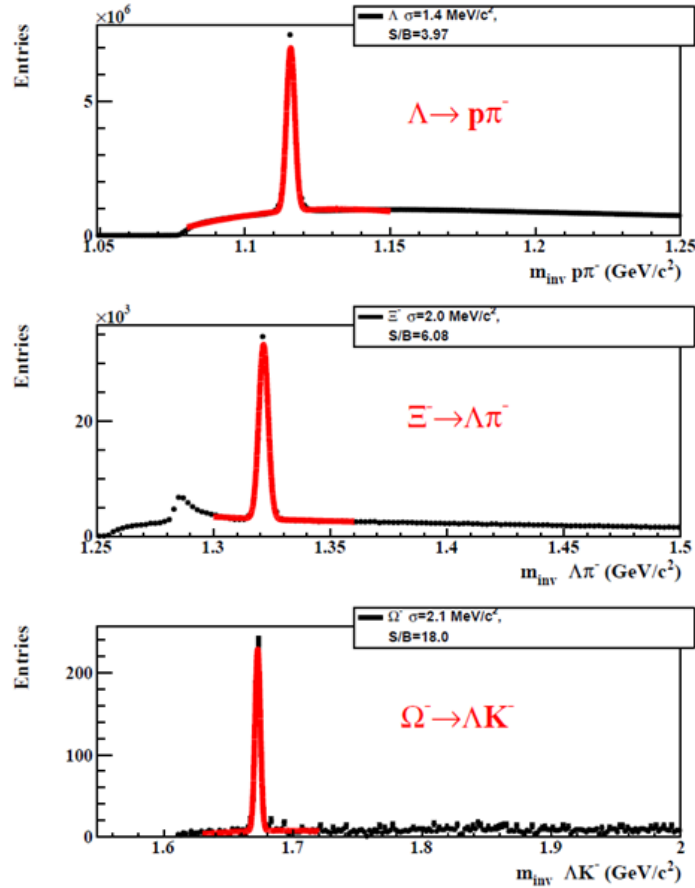 ×10⁶
Λ σ=1.4 MeV/c²,
S/B=3.97
Entries
Λ→ pπ⁻
5
0
1.05
1.1
1.15
1.2
1.25
m_inv pπ⁻ (GeV/c²)
×10³
Ξ⁻ σ=2.0 MeV/c²,
S/B=6.08
Entries
Ξ⁻→Λπ⁻
20
0
1.25
1.3
1.35
1.4
1.45
1.5
m_inv Λπ⁻ (GeV/c²)
Ω⁻ σ=2.1 MeV/c²,
S/B=18.0
Entries
Ω⁻→ΛK⁻
200
100
0
1.6
1.7
1.8
1.9
2
m_inv ΛK⁻ (GeV/c²)